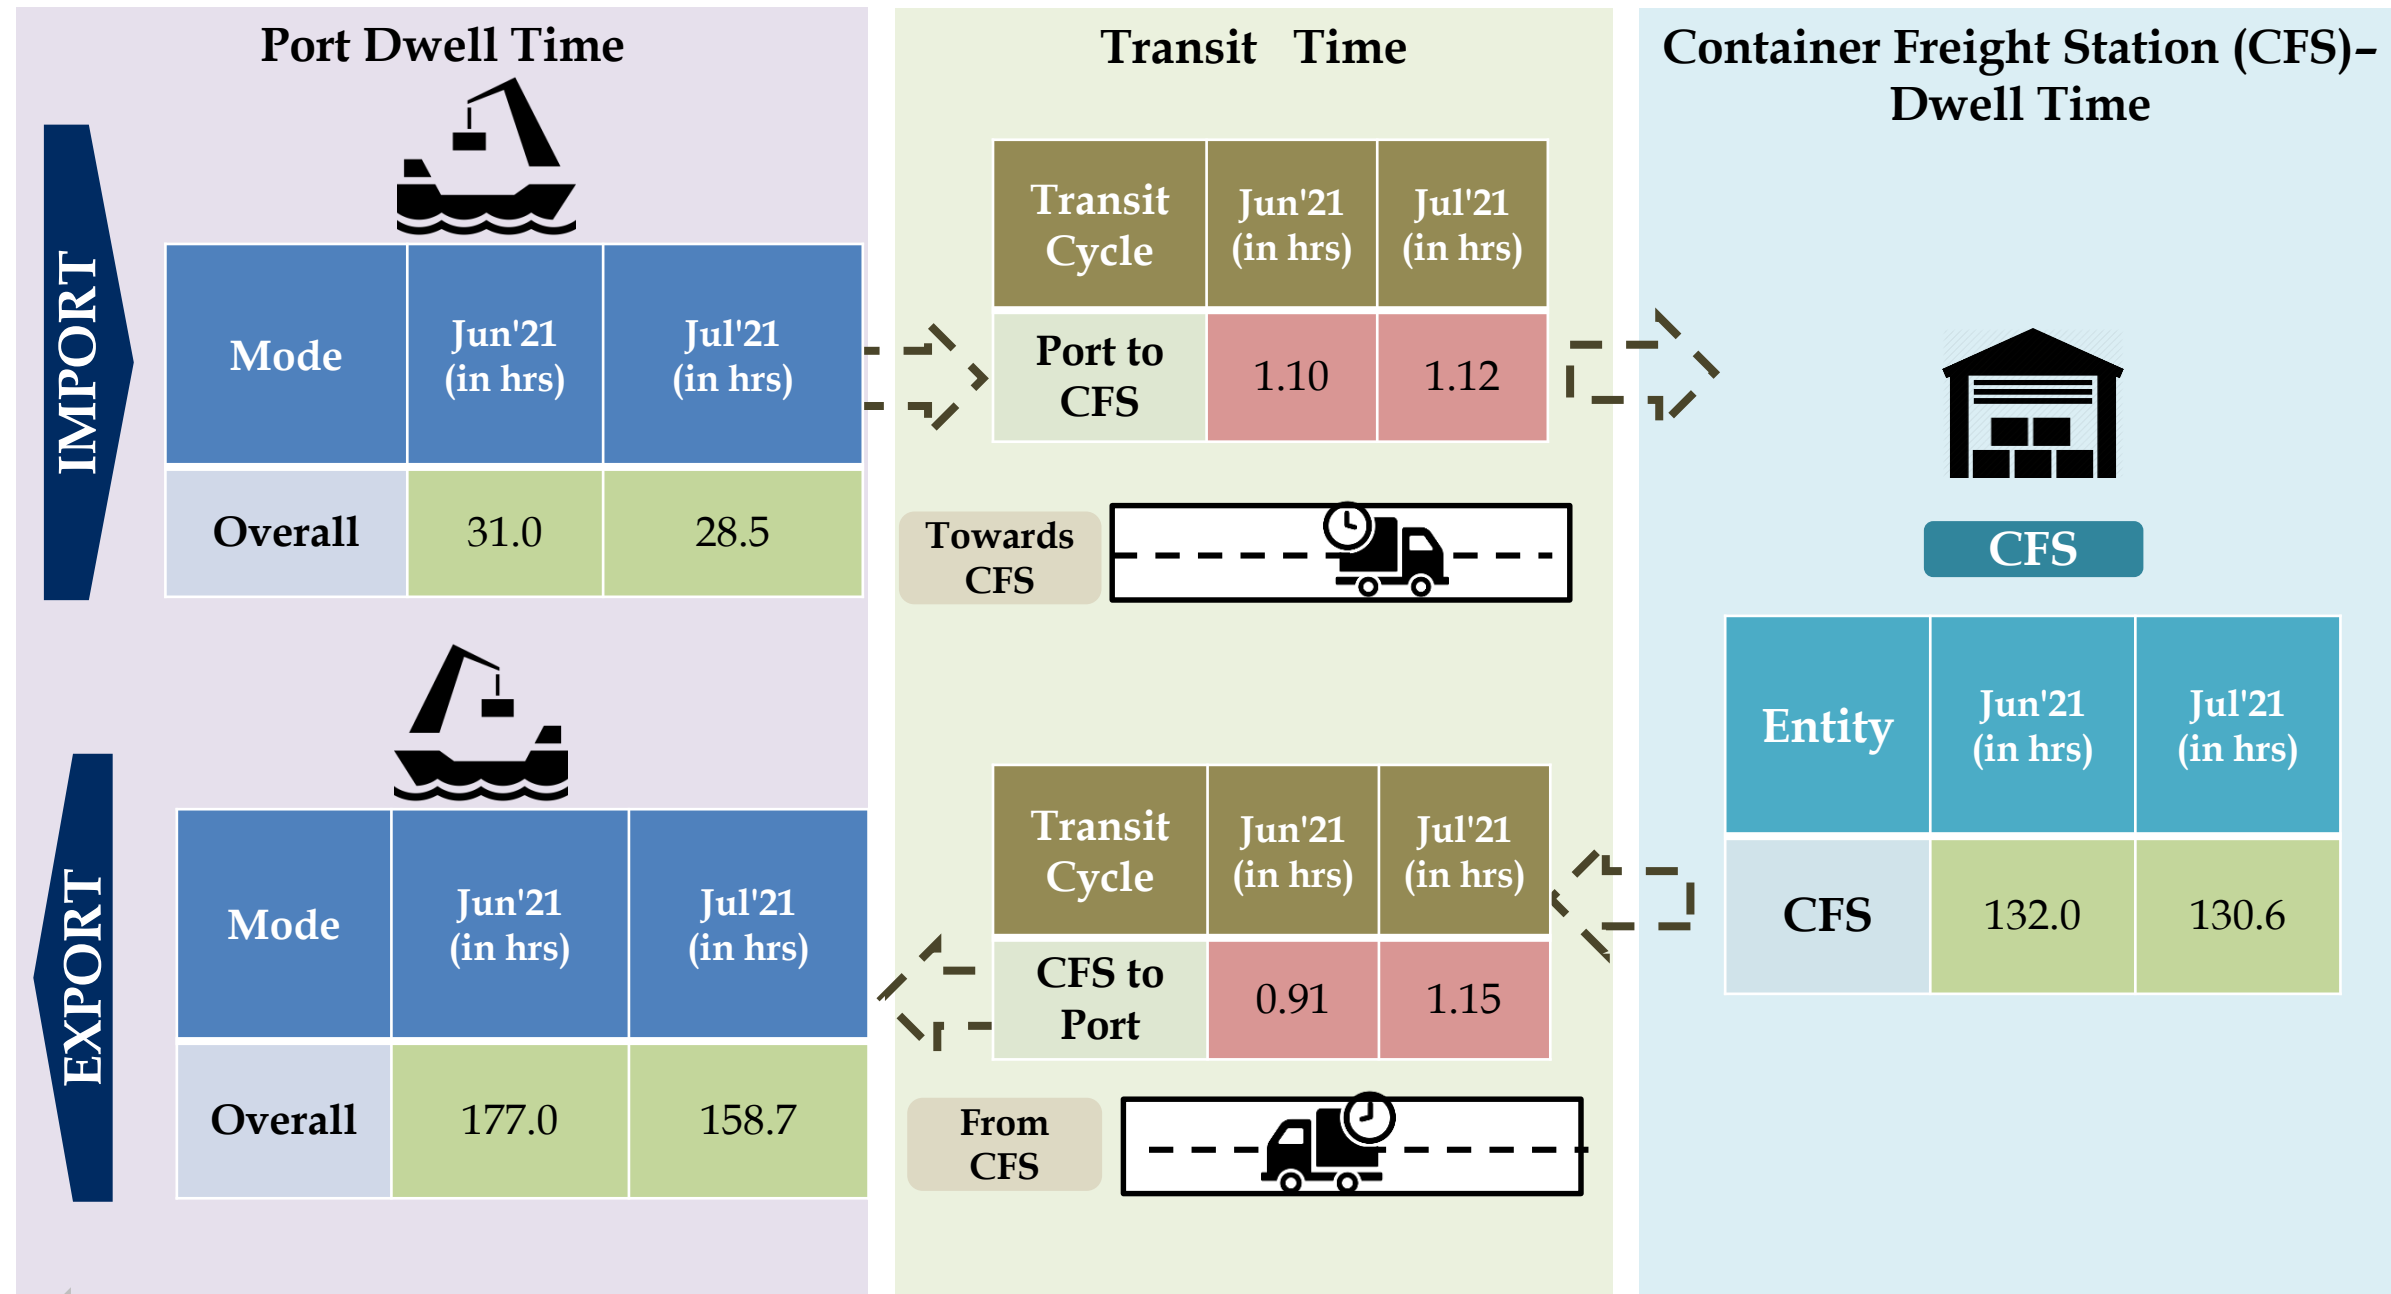 Port Dwell Time
IMPORT
Mode
Jun'21
(in hrs)
Jul'21
(in hrs)
Overall
31.0
28.5
EXPORT
Mode
Jun'21
(in hrs)
Jul'21
(in hrs)
Overall
177.0
158.7
Transit Time
Transit
Cycle
Jun'21
(in hrs)
Jul'21
(in hrs)
Port to
CFS
1.10
1.12
Towards
CFS
Transit
Cycle
Jun'21
(in hrs)
Jul'21
(in hrs)
CFS to
Port
0.91
1.15
From
CFS
Container Freight Station (CFS)–
Dwell Time
CFS
Entity
Jun'21
(in hrs)
Jul'21
(in hrs)
CFS
132.0
130.6